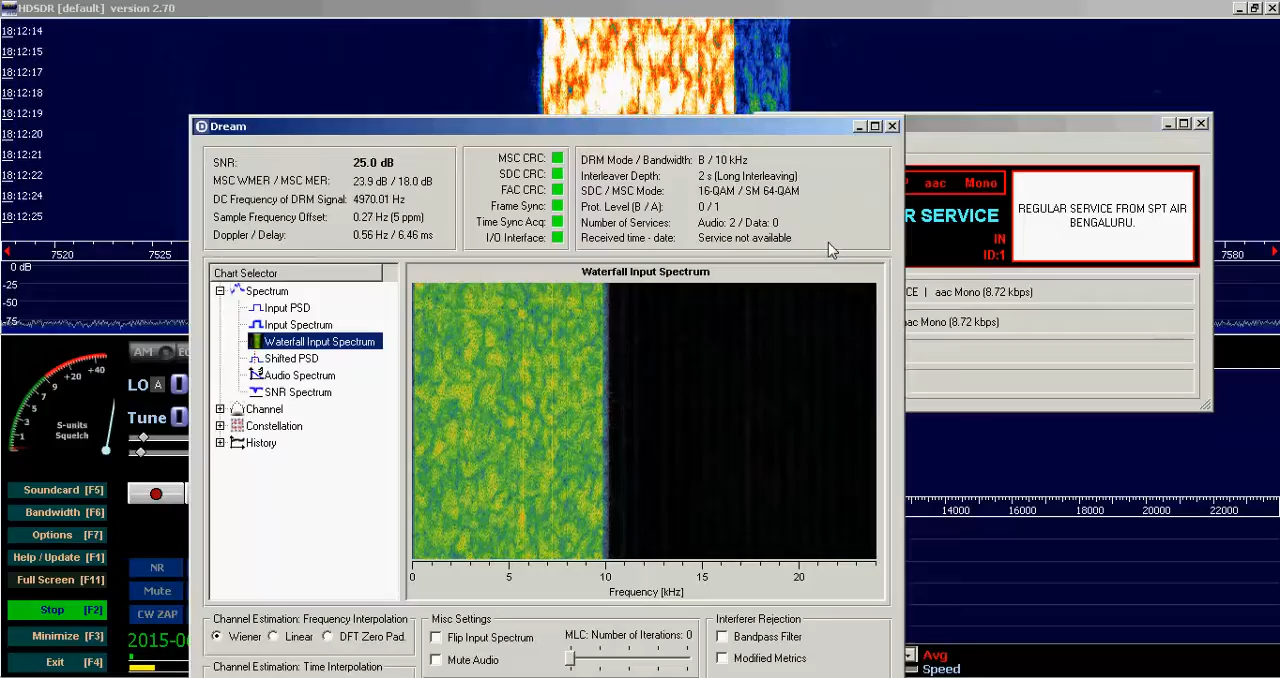 HDSDR [default] version 2.70
18:12:14
18:12:15
18:12:17
18:12:18
18:12:19
18:12:20
18:12:21
18:12:22
18:12:24
18:12:25
7520 7525
7580
0 dB
-25
-50
-75
Dream
SNR: 25.0 dB
MSC WMER / MSC MER: 23.9 dB / 18.0 dB
DC Frequency of DRM Signal: 4970.01 Hz
Sample Frequency Offset: 0.27 Hz (5 ppm)
Doppler / Delay: 0.56 Hz / 6.46 ms
MSC CRC:
SDC CRC:
FAC CRC:
Frame Sync:
Time Sync Acq:
I/O Interface:
DRM Mode / Bandwidth: B / 10 kHz
Interleaver Depth: 2 s (Long Interleaving)
SDC / MSC Mode: 16-QAM / SM 64-QAM
Prot. Level (B / A): 0 / 1
Number of Services: Audio: 2 / Data: 0
Received time - date: Service not available
Chart Selector
Spectrum
Input PSD
Input Spectrum
Waterfall Input Spectrum
Shifted PSD
Audio Spectrum
SNR Spectrum
Channel
Constellation
History
Waterfall Input Spectrum
0 5 10 15 20
Frequency [kHz]
Channel Estimation: Frequency Interpolation
Wiener Linear DFT Zero Pad.
Channel Estimation: Time Interpolation
Misc Settings
Flip Input Spectrum
Mute Audio
MLC: Number of Iterations: 0
Interferer Rejection
Bandpass Filter
Modified Metrics
aac Mono
R SERVICE
IN
ID:1
REGULAR SERVICE FROM SPT AIR
BENGALURU.
CE | aac Mono (8.72 kbps)
aac Mono (8.72 kbps)
+40
+20
9
7
5
3
1
S-units
Squelch
AM
LO A
Tune
Soundcard [F5]
Bandwidth [F6]
Options [F7]
Help / Update [F1]
Full Screen [F11]
Stop [F2]
Minimize [F3]
Exit [F4]
NR
Mute
CW ZAP
14000 16000 18000 20000 22000
Avg
Speed